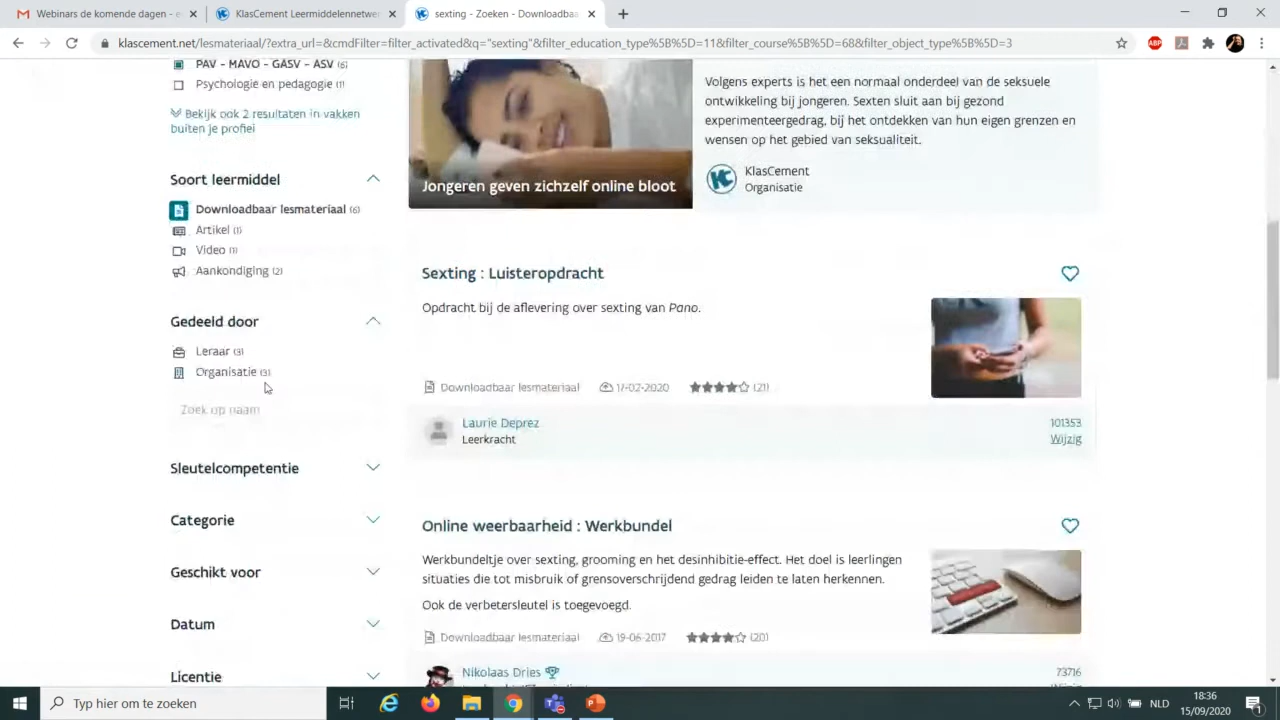 Webinars de komende dagen - e
KlasCement Leermiddelennetwer
sexting - Zoeken - Downloadbaa
klascement.net/lesmateriaal/?extra_url=&cmdFilter=filter_activated&q="sexting"&filter_education_type%5B%5D=11&filter_course%5B%5D=68&filter_object_type%5B%5D=3
ABP
PAV - MAVO - GASV - ASV (6)
Psychologie en pedagogie (1)
Bekijk ook 2 resultaten in vakken
buiten je profiel
Soort leermiddel
Downloadbaar lesmateriaal (6)
Artikel (1)
Video (1)
Aankondiging (2)
Gedeeld door
Leraar (3)
Organisatie (3)
Zoek op naam
Sleutelcompetentie
Categorie
Geschikt voor
Datum
Licentie
Jongeren geven zichzelf online bloot
Volgens experts is het een normaal onderdeel van de seksuele
ontwikkeling bij jongeren. Sexten sluit aan bij gezond
experimenteergedrag, bij het ontdekken van hun eigen grenzen en
wensen op het gebied van seksualiteit.
KlasCement
Organisatie
Sexting : Luisteropdracht
Opdracht bij de aflevering over sexting van Pano.
Downloadbaar lesmateriaal 17-02-2020 (21)
Laurie Deprez
Leerkracht
101353
Wijzig
Online weerbaarheid : Werkbundel
Werkbundeltje over sexting, grooming en het desinhibitie-effect. Het doel is leerlingen
situaties die tot misbruik of grensoverschrijdend gedrag leiden te laten herkennen.
Ook de verbetersleutel is toegevoegd.
Downloadbaar lesmateriaal 19-06-2017 (20)
Nikolaas Dries
73716
Typ hier om te zoeken
NLD
18:36
15/09/2020